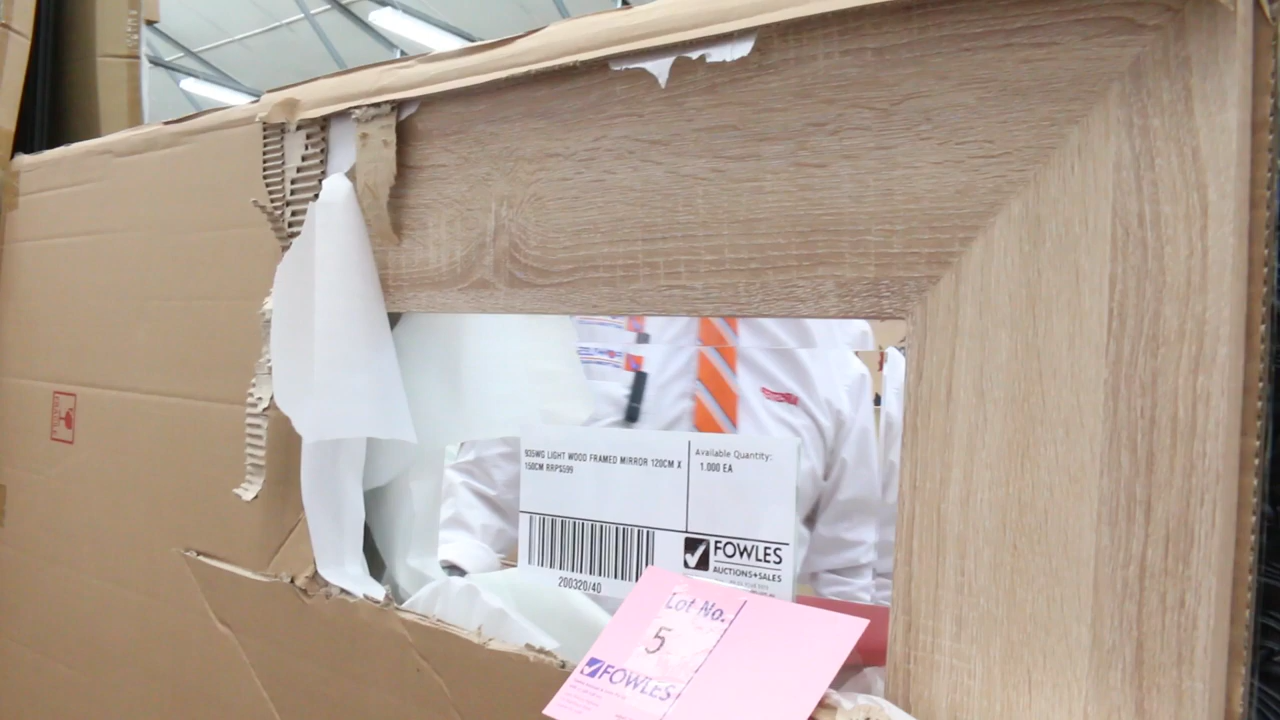 935WG LIGHT WOOD FRAMED MIRROR 120CM X
150CM RRP$599
Available Quantity:
1.000 EA
200320/40
FOWLES
AUCTIONS+SALES
Lot No.
5
FOWLES